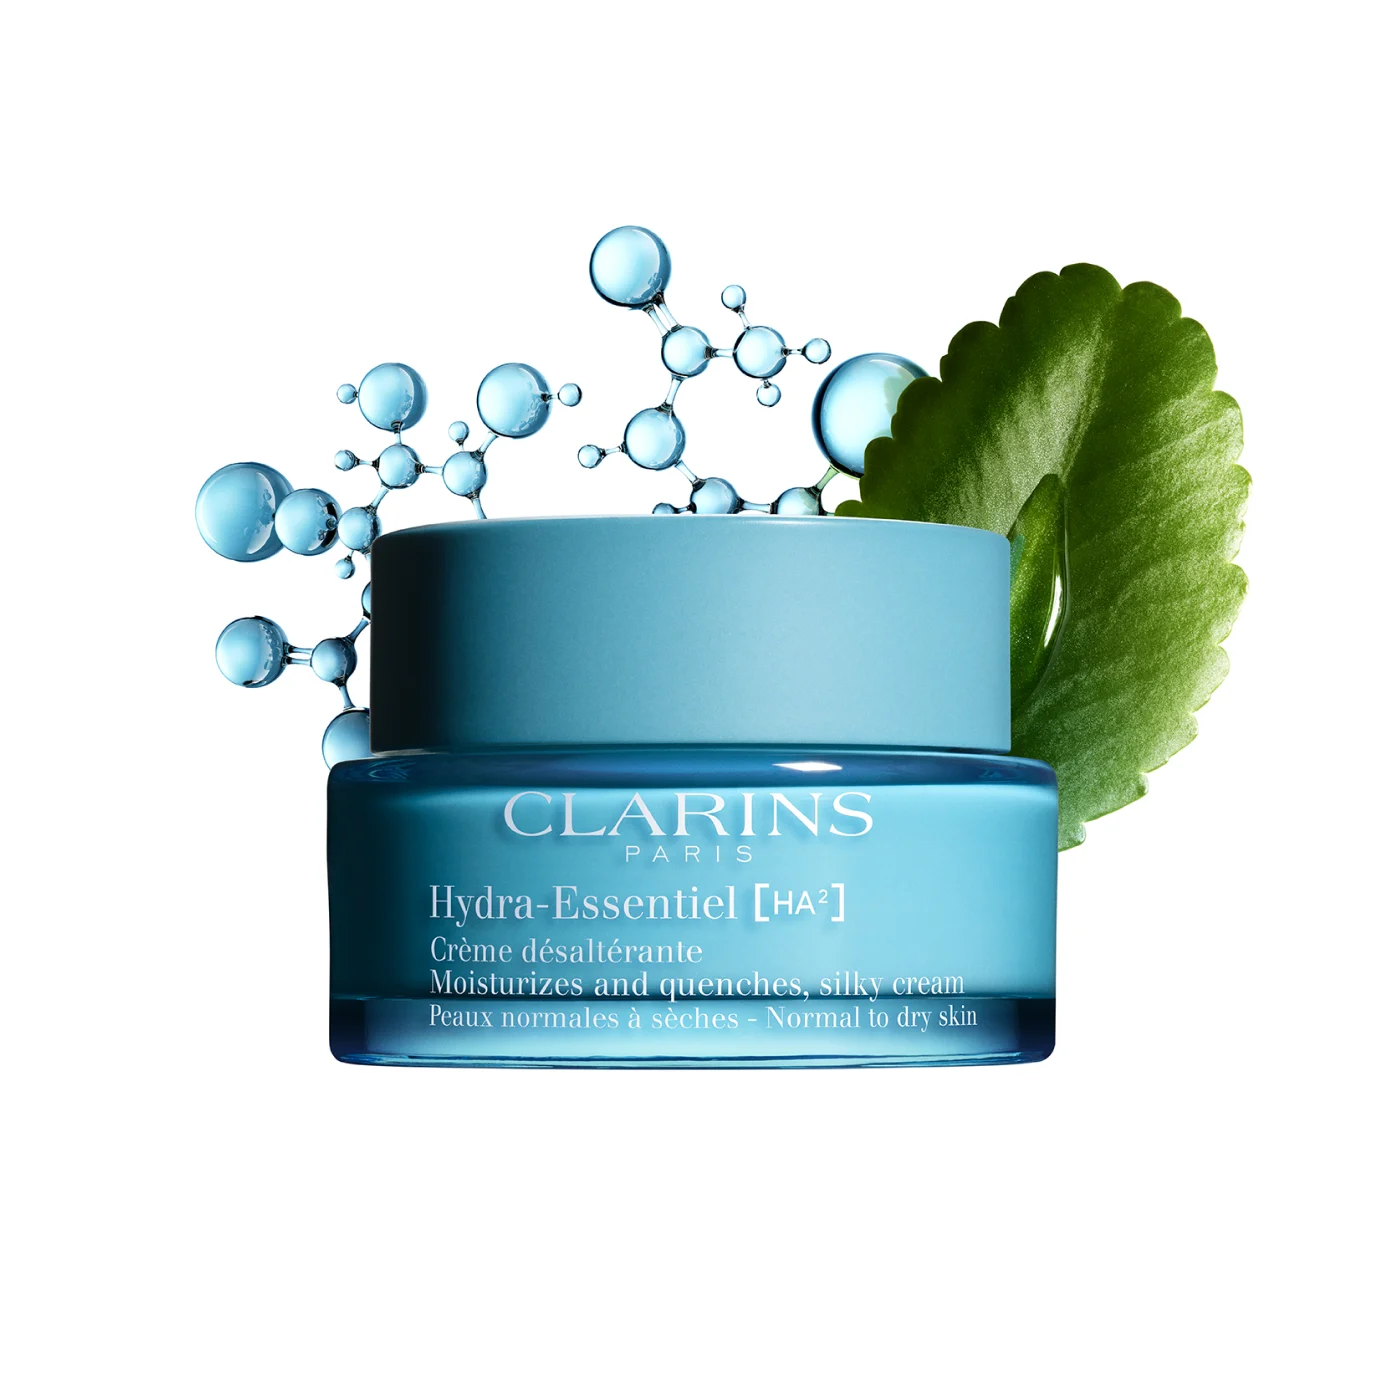 CLARINS
PARIS
Hydra-Essentiel [HA²]
Crème désaltérante
Moisturizes and quenches, silky cream
Peaux normales à sèches - Normal to dry skin